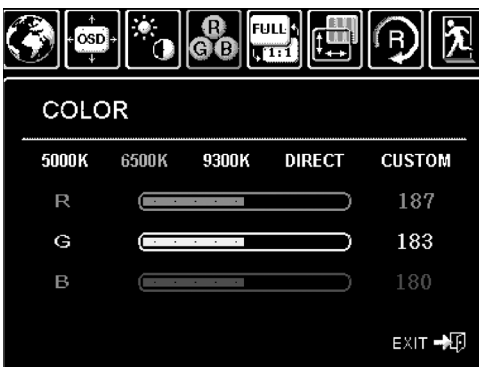 OSD R G B FULL 1:1 R
COLOR
5000K 6500K 9300K DIRECT CUSTOM
R 187
G 183
B 180
EXIT